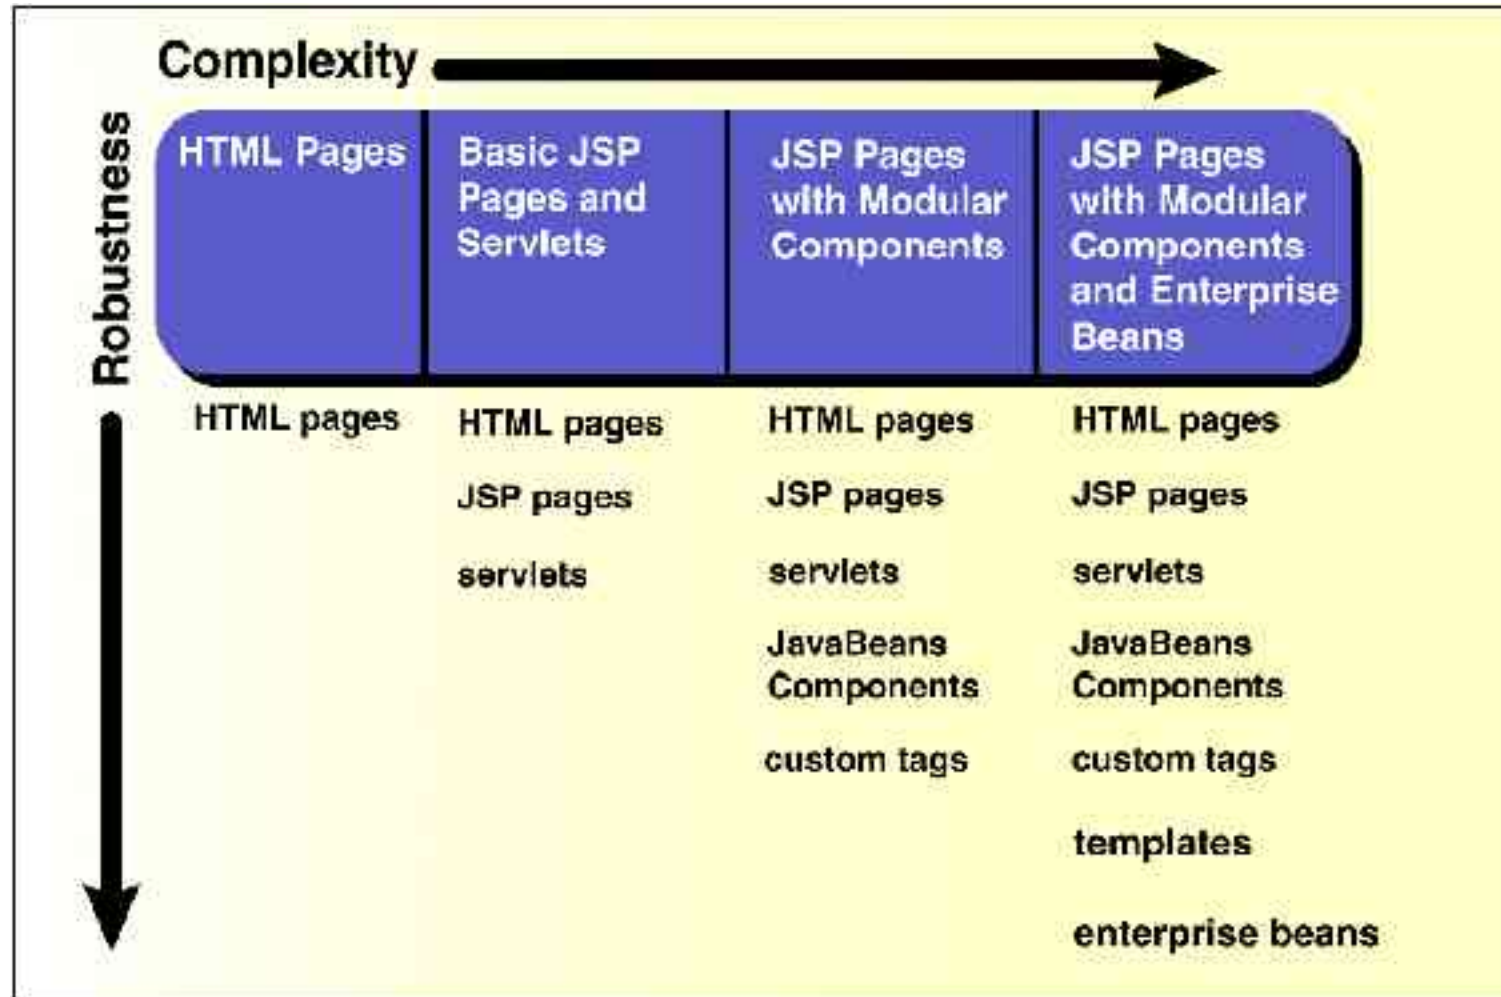 Complexity
Robustness
HTML Pages
Basic JSP
Pages and
Servlets
JSP Pages
with Modular
Components
JSP Pages
with Modular
Components
and Enterprise
Beans
HTML pages
HTML pages
JSP pages
servlets
HTML pages
JSP pages
servlets
JavaBeans
Components
custom tags
HTML pages
JSP pages
servlets
JavaBeans
Components
custom tags
templates
enterprise beans